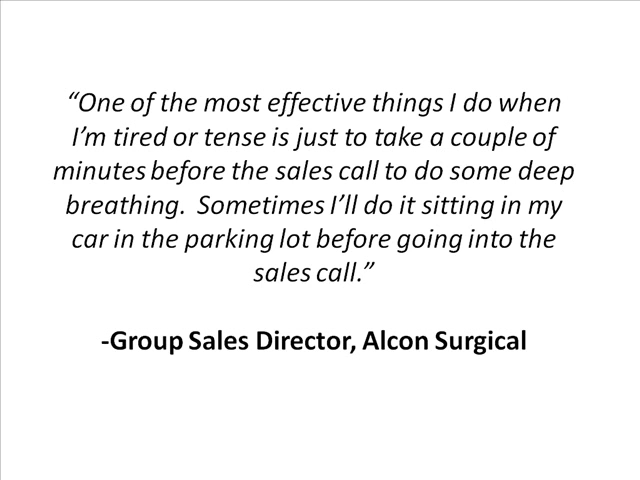 “One of the most effective things I do when
I’m tired or tense is just to take a couple of
minutes before the sales call to do some deep
breathing.  Sometimes I’ll do it sitting in my
car in the parking lot before going into the
sales call.”
-Group Sales Director, Alcon Surgical